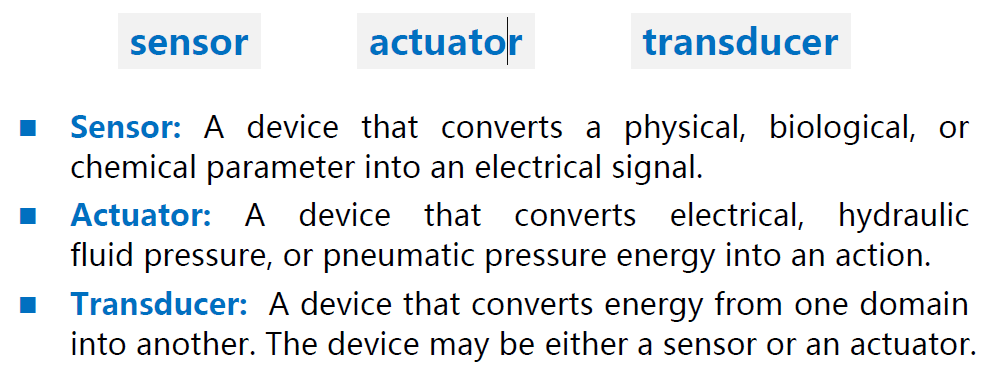 sensor actuator transducer
■ Sensor: A device that converts a physical, biological, or
chemical parameter into an electrical signal.
■ Actuator: A device that converts electrical, hydraulic
fluid pressure, or pneumatic pressure energy into an action.
■ Transducer: A device that converts energy from one domain
into another. The device may be either a sensor or an actuator.